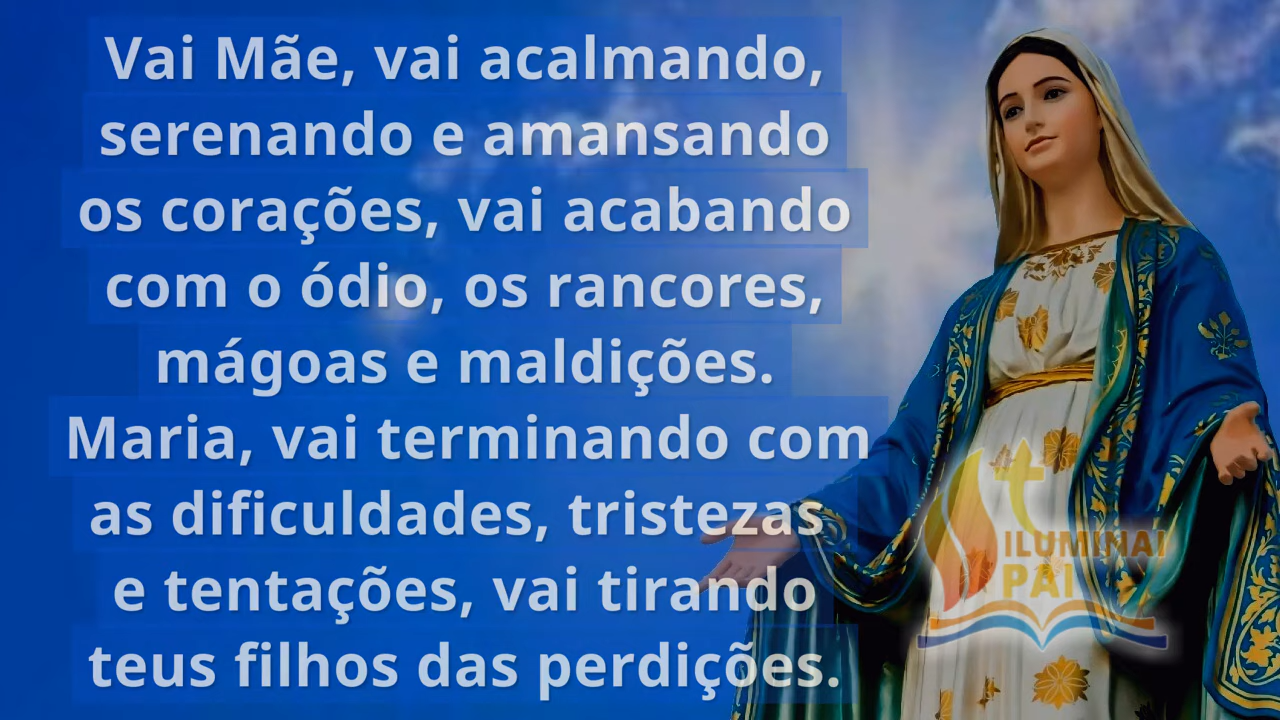 Vai Mãe, vai acalmando,
serenando e amansando
os corações, vai acabando
com o ódio, os rancores,
mágoas e maldições.
Maria, vai terminando com
as dificuldades, tristezas
e tentações, vai tirando
teus filhos das perdições.
ILUMINAI
PAI